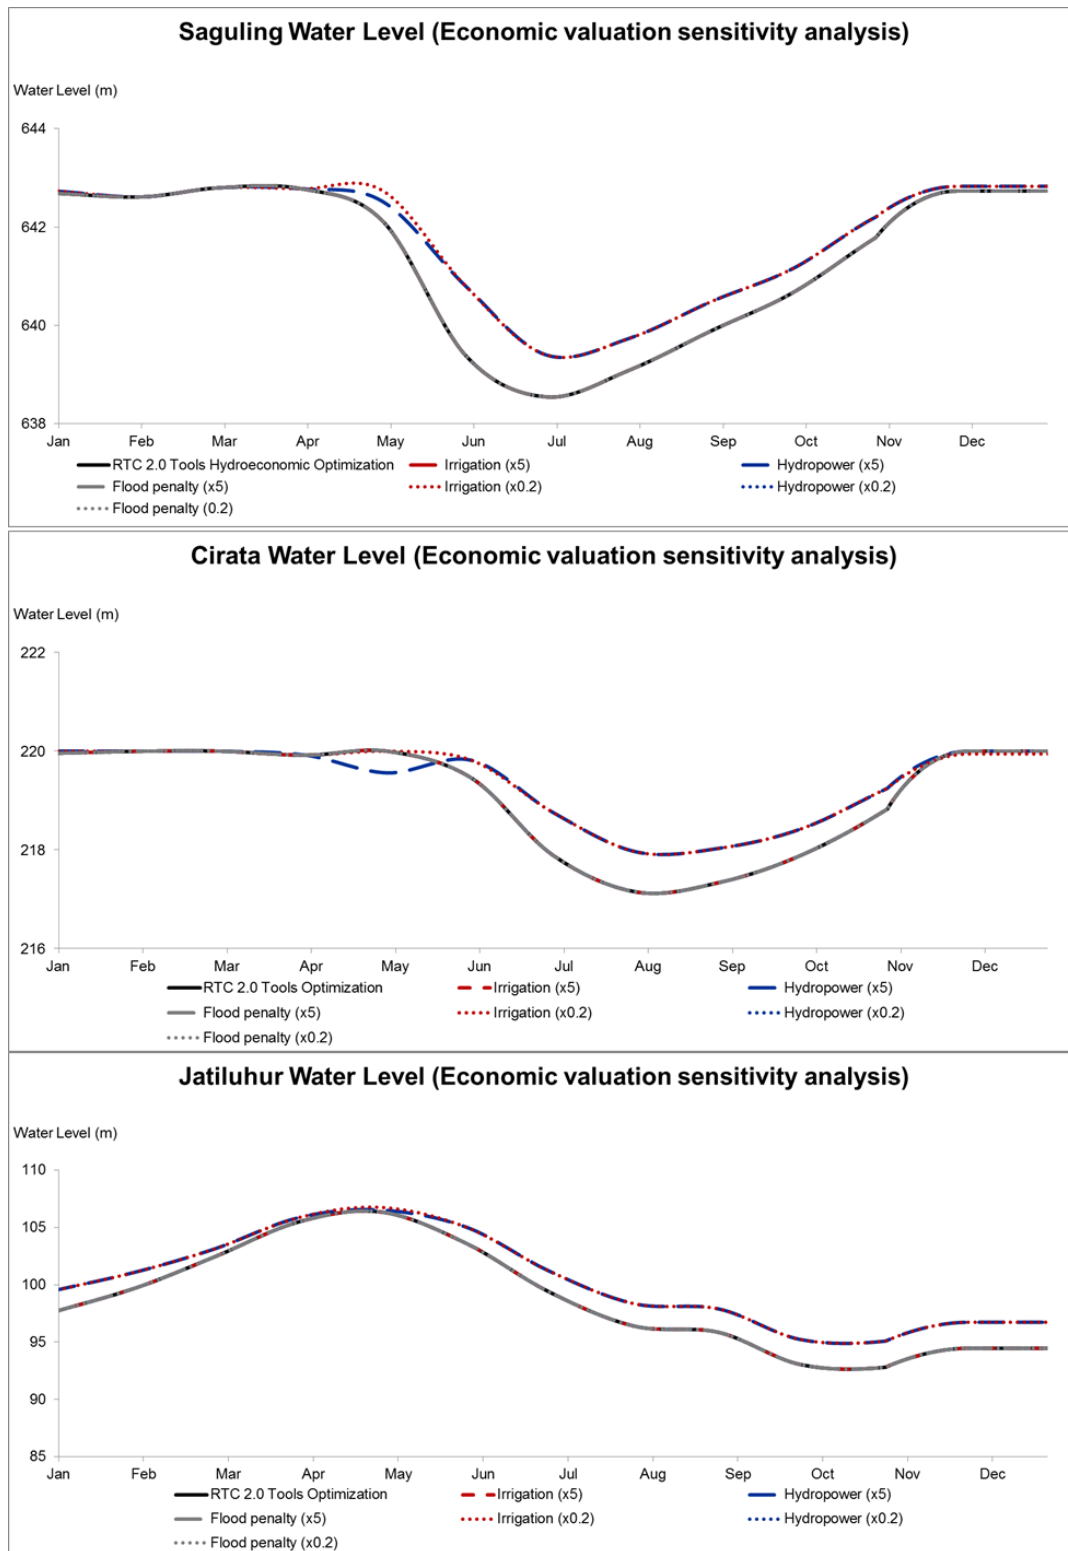 Saguling Water Level (Economic valuation sensitivity analysis)
Water Level (m)
644
642
640
638
Jan Feb Mar Apr May Jun Jul Aug Sep Oct Nov Dec
RTC 2.0 Tools Hydroeconomic Optimization Irrigation (x5) Hydropower (x5)
Flood penalty (x5) Irrigation (x0.2) Hydropower (x0.2)
Flood penalty (0.2)
Cirata Water Level (Economic valuation sensitivity analysis)
Water Level (m)
222
220
218
216
Jan Feb Mar Apr May Jun Jul Aug Sep Oct Nov Dec
RTC 2.0 Tools Optimization Irrigation (x5) Hydropower (x5)
Flood penalty (x5) Irrigation (x0.2) Hydropower (x0.2)
Flood penalty (x0.2)
Jatiluhur Water Level (Economic valuation sensitivity analysis)
Water Level (m)
110
105
100
95
90
85
Jan Feb Mar Apr May Jun Jul Aug Sep Oct Nov Dec
RTC 2.0 Tools Optimization Irrigation (x5) Hydropower (x5)
Flood penalty (x5) Irrigation (x0.2) Hydropower (x0.2)
Flood penalty (x0.2)